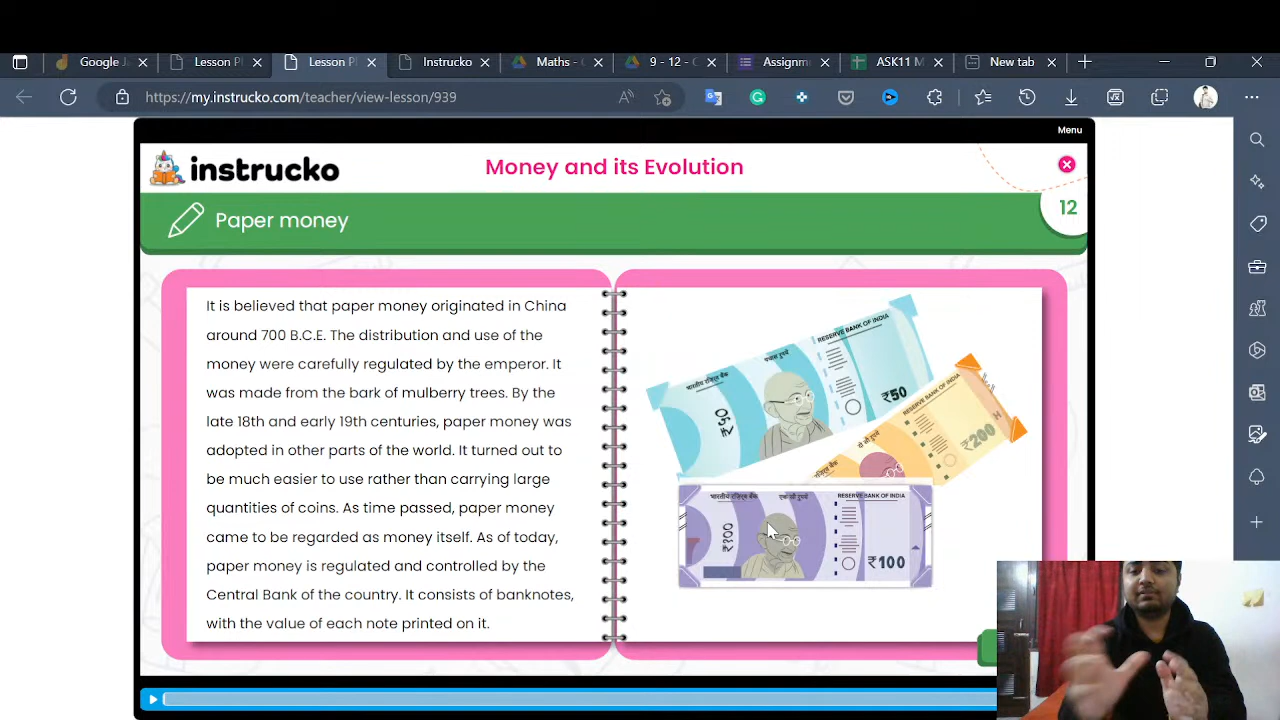 Google J
Lesson Pl
Lesson Pl
Instrucko
Maths - 
9 - 12 - C
Assignm
ASK11 M
New tab
https://my.instrucko.com/teacher/view-lesson/939
Menu
instrucko
Money and its Evolution
Paper money
12
It is believed that paper money originated in China
around 700 B.C.E. The distribution and use of the
money were carefully regulated by the emperor. It
was made from the bark of mulberry trees. By the
late 18th and early 19th centuries, paper money was
adopted in other parts of the world. It turned out to
be much easier to use rather than carrying large
quantities of coins. As time passed, paper money
came to be regarded as money itself. As of today,
paper money is regulated and controlled by the
Central Bank of the country. It consists of banknotes,
with the value of each note printed on it.
RESERVE BANK OF INDIA
₹50
RESERVE BANK OF INDIA
₹200
RESERVE BANK OF INDIA
₹100